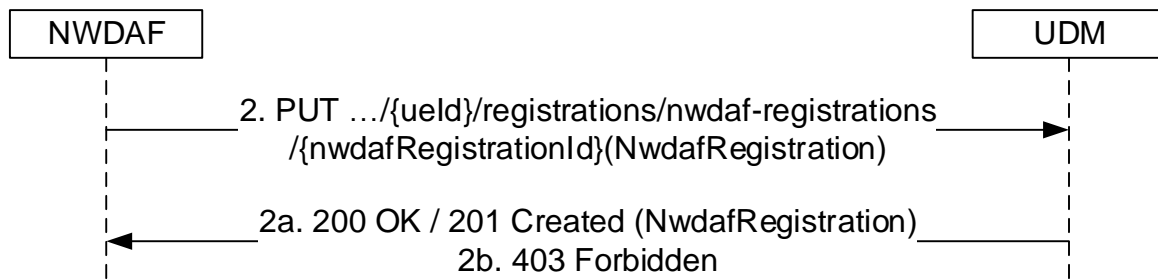 NWDAF
UDM
2. PUT …/{ueId}/registrations/nwdaf-registrations
/{nwdafRegistrationId}(NwdafRegistration)
2a. 200 OK / 201 Created (NwdafRegistration)
2b. 403 Forbidden